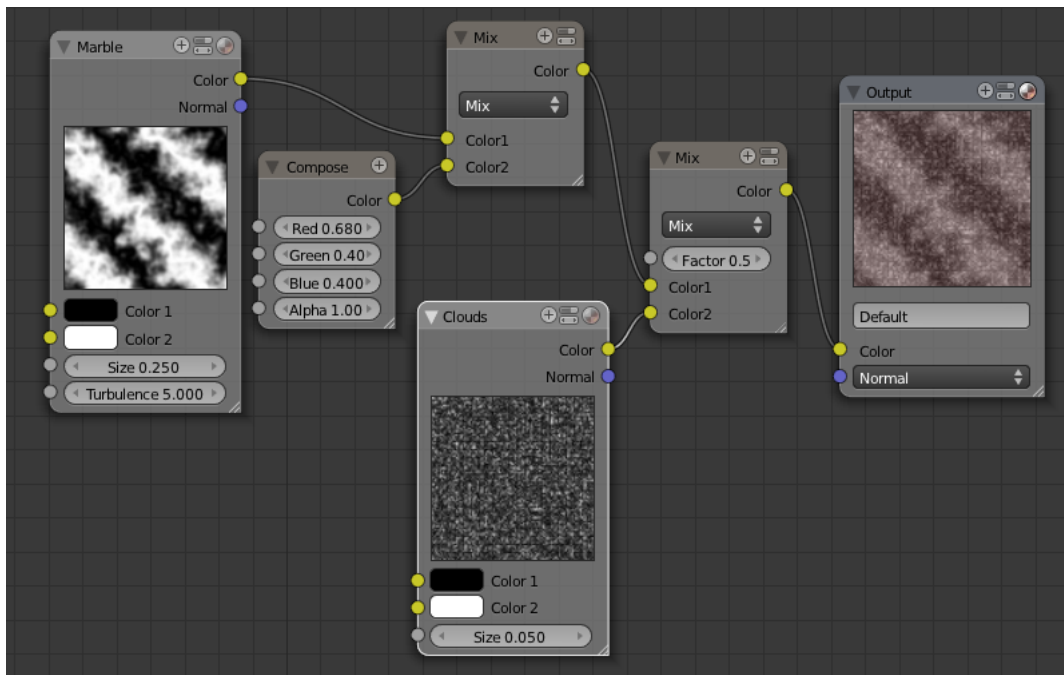 Marble
Color
Normal
Color 1
Color 2
Size 0.250
Turbulence 5.000
Compose
Color
Red 0.680
Green 0.40
Blue 0.400
Alpha 1.00
Mix
Color
Mix
Color1
Color2
Clouds
Color
Normal
Color 1
Color 2
Size 0.050
Mix
Color
Mix
Factor 0.5
Color1
Color2
Output
Default
Color
Normal